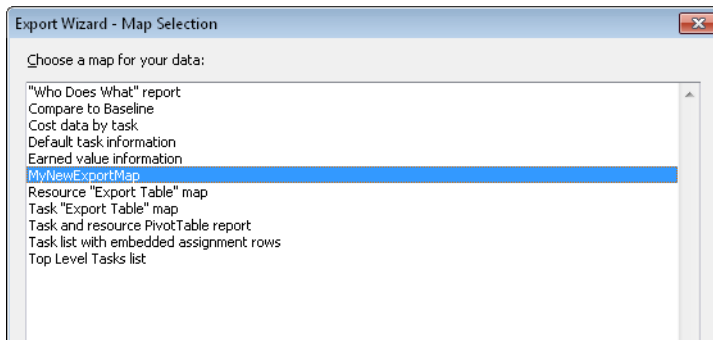 Export Wizard - Map Selection
Choose a map for your data:
"Who Does What" report
Compare to Baseline
Cost data by task
Default task information
Earned value information
MyNewExportMap
Resource "Export Table" map
Task "Export Table" map
Task and resource PivotTable report
Task list with embedded assignment rows
Top Level Tasks list